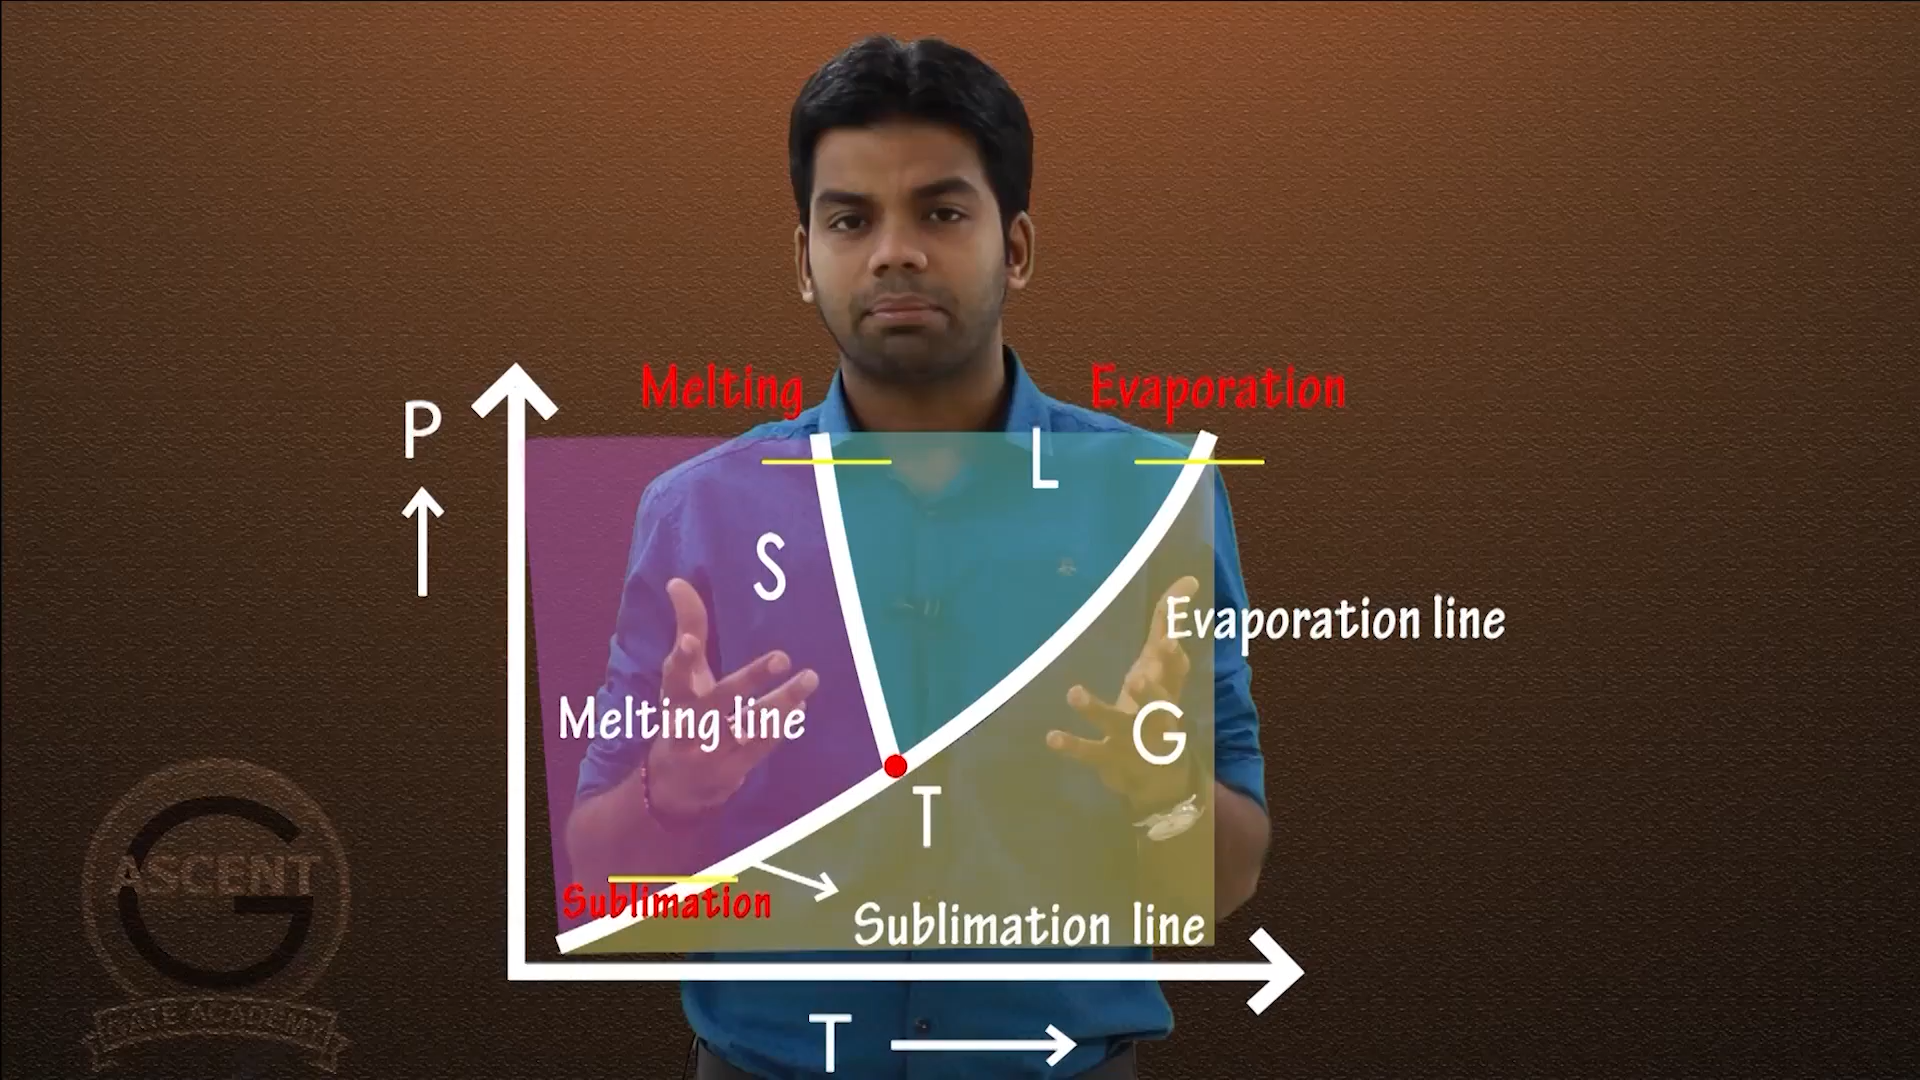 Melting
Evaporation
P
L
S
Evaporation line
Melting line
G
T
Sublimation
Sublimation line
T
ASCENT
G
GATE ACADEMY